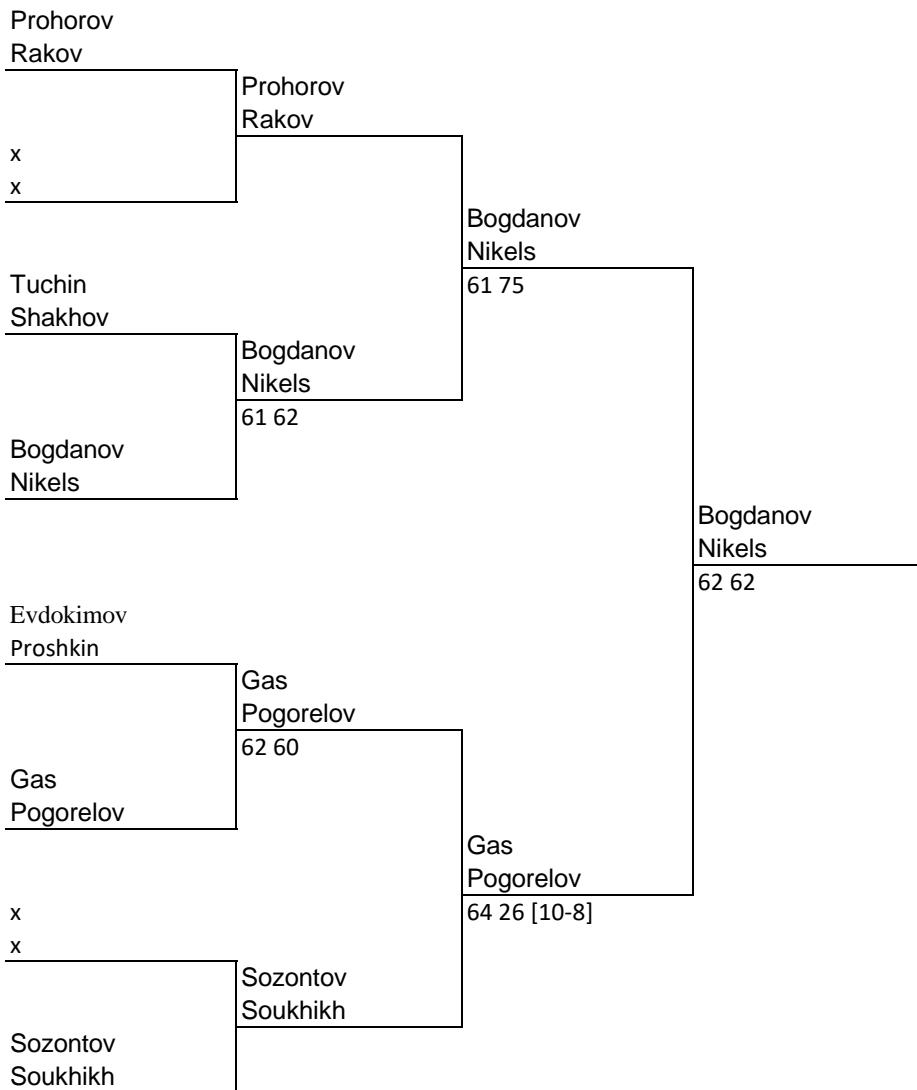 Prohorov
Rakov
Prohorov
Rakov
x
x
Bogdanov
Nikels
61 75
Tuchin
Shakhov
Bogdanov
Nikels
61 62
Bogdanov
Nikels
Bogdanov
Nikels
62 62
Evdokimov
Proshkin
Gas
Pogorelov
62 60
Gas
Pogorelov
Gas
Pogorelov
64 26 [10-8]
x
x
Sozontov
Soukhikh
Sozontov
Soukhikh